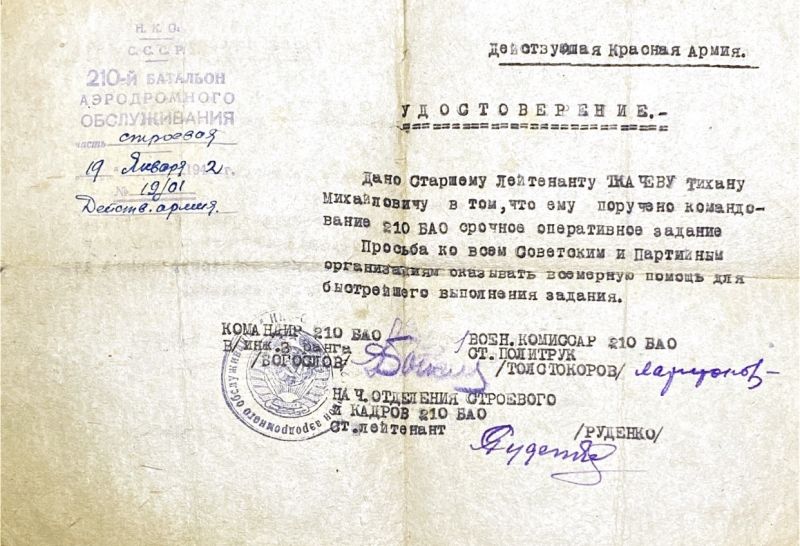 Н.К.О.
С.С.С.Р.
210-й БАТАЛЬОН
АЭРОДРОМНОГО
ОБСЛУЖИВАНИЯ
часть строевая
19 " Января 1942 г.
№ 19/01
Действ. армия.
Действующая Красная Армия.
УДОСТОВЕРЕНИЕ.-
Дано Старшему Лейтенанту ТКАЧЕВУ Тихану
Михайловичу в том, что ему поручено командо-
вание 210 БАО срочное оперативное задание
Просьба ко всем Советским и Партийным
организациям оказывать всемерную помощь для
быстрейшего выполнения задания.
КОМАНДИР 210 БАО
В/инж. 3 ранга
/БОГОСЛОВ/
ВОЕН. КОМИССАР 210 БАО
СТ. ПОЛИТРУК
/ТОЛСТОКОРОВ/
НАЧ. ОТДЕЛЕНИЯ СТРОЕВОГО
и КАДРОВ 210 БАО
Ст. лейтенант /РУДЕНКО/
аэродромного обслужив